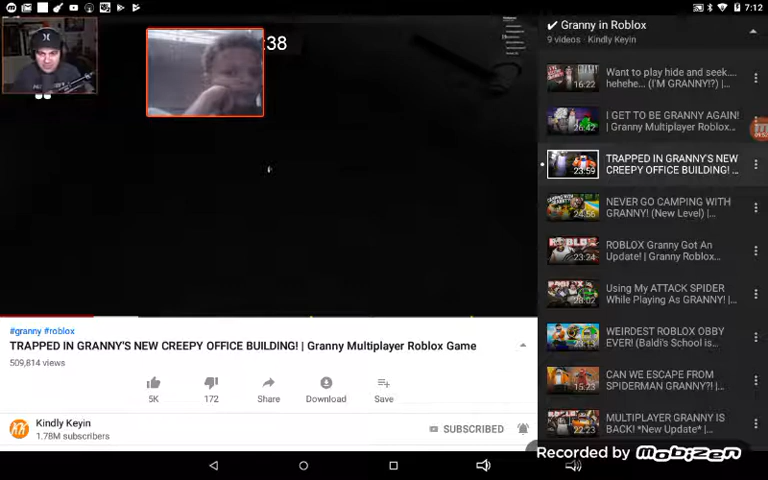 7:12
:38
✔ Granny in Roblox
9 videos · Kindly Keyin
Want to play hide and seek....
hehehe... (I'M GRANNY!?) |...
16:22
I GET TO BE GRANNY AGAIN!
| Granny Multiplayer Roblox...
26:42
TRAPPED IN GRANNY'S NEW
CREEPY OFFICE BUILDING! ...
23:59
NEVER GO CAMPING WITH
GRANNY! (New Level) |...
24:56
ROBLOX Granny Got An
Update! | Granny Roblox...
23:24
Using My ATTACK SPIDER
While Playing As GRANNY! |...
28:02
WEIRDEST ROBLOX OBBY
EVER! (Baldi's School is...
23:13
CAN WE ESCAPE FROM
SPIDERMAN GRANNY?! |...
15:23
MULTIPLAYER GRANNY IS
BACK! *New Update* |...
22:23
#granny #roblox
TRAPPED IN GRANNY'S NEW CREEPY OFFICE BUILDING! | Granny Multiplayer Roblox Game
509,814 views
5K
172
Share
Download
Save
Kindly Keyin
1.78M subscribers
SUBSCRIBED
Recorded by mobizen